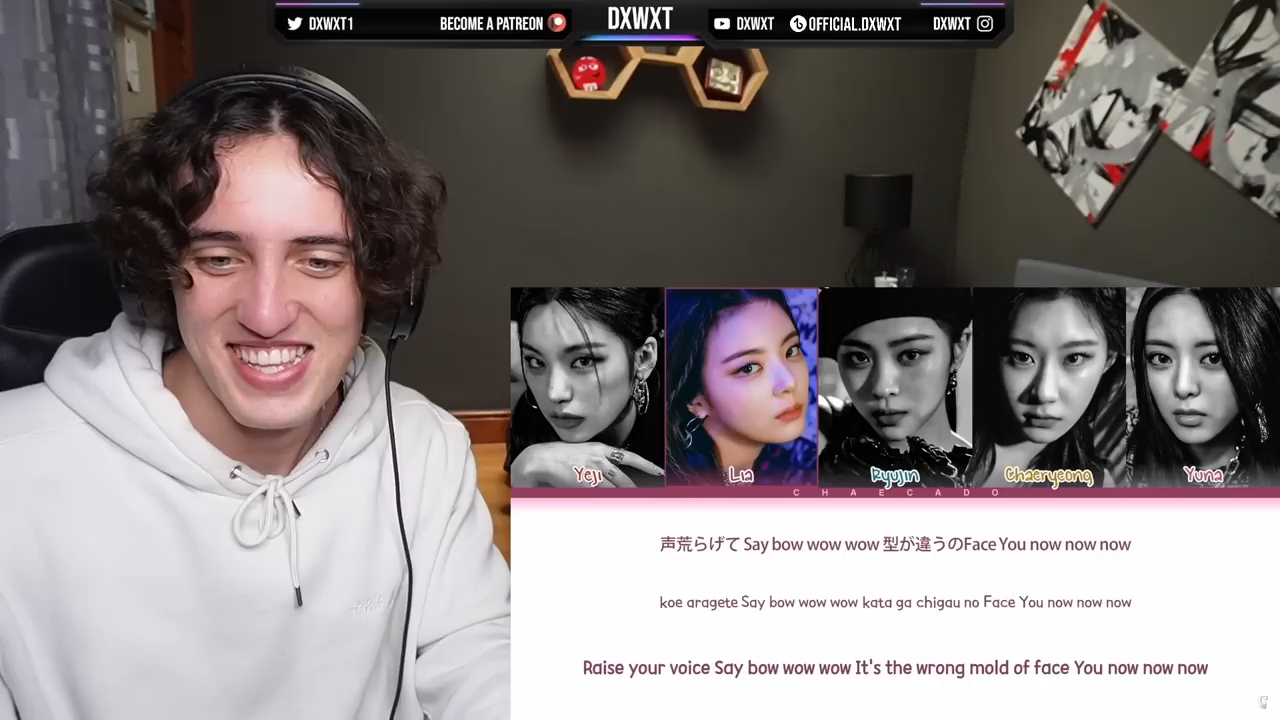 DXWXT1
BECOME A PATREON
DXWXT
DXWXT
OFFICIAL.DXWXT
DXWXT
Yeji
Lia
Ryujin
Chaeryeong
Yuna
CHAECADO
声荒らげて Say bow wow wow 型が違うのFace You now now now
koe aragete Say bow wow wow kata ga chigau no Face You now now now
Raise your voice Say bow wow wow It's the wrong mold of face You now now now